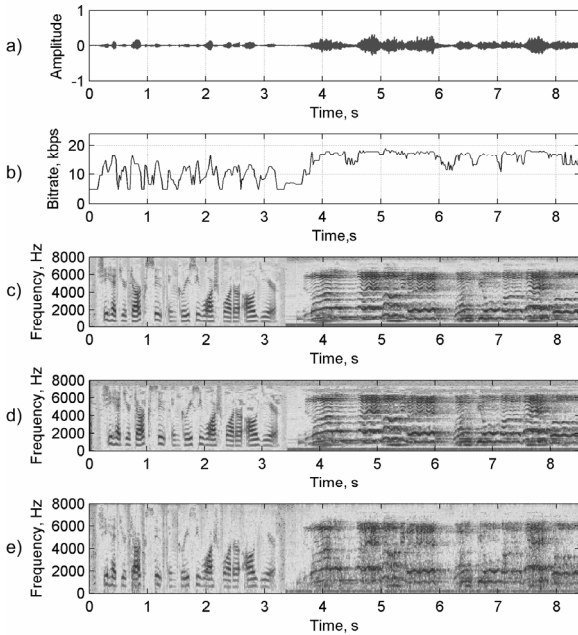 a)
Amplitude
1
0
-1
0 1 2 3 4 5 6 7 8
Time, s
b)
Bitrate, kbps
20
10
0
0 1 2 3 4 5 6 7 8
Time,s
c)
Frequency, Hz
8000
6000
4000
2000
0
0 1 2 3 4 5 6 7 8
Time, s
d)
Frequency, Hz
8000
6000
4000
2000
0
0 1 2 3 4 5 6 7 8
Time, s
e)
Frequency, Hz
8000
6000
4000
2000
0
0 1 2 3 4 5 6 7 8
Time, s